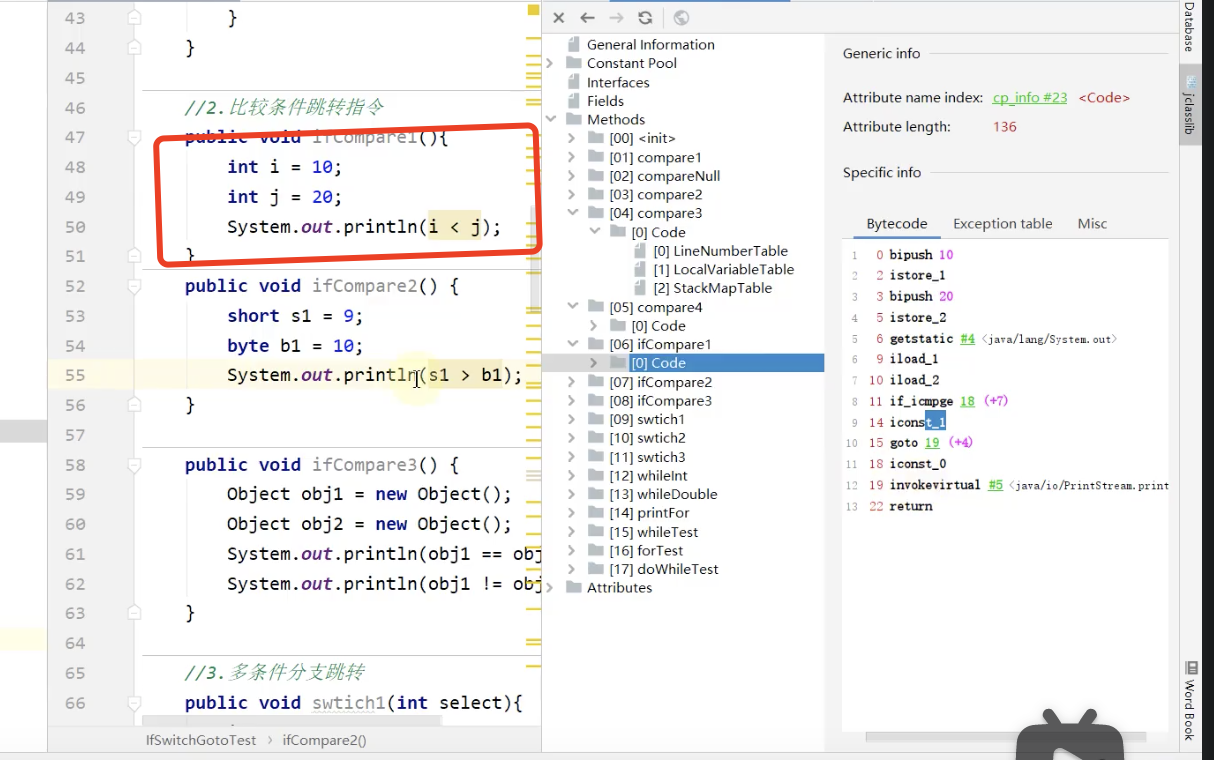 43 }
44 }
45
46 //2.比较条件跳转指令
47 public void ifCompare1(){
48 int i = 10;
49 int j = 20;
50 System.out.println(i < j);
51 }
52 public void ifCompare2() {
53 short s1 = 9;
54 byte b1 = 10;
55 System.out.println(s1 > b1);
56 }
57
58 public void ifCompare3() {
59 Object obj1 = new Object();
60 Object obj2 = new Object();
61 System.out.println(obj1 == obj
62 System.out.println(obj1 != obj
63 }
64
65 //3.多条件分支跳转
66 public void swtich1(int select){
IfSwitchGotoTest > ifCompare2()
General Information
Constant Pool
Interfaces
Fields
Methods
[00] <init>
[01] compare1
[02] compareNull
[03] compare2
[04] compare3
[0] Code
[0] LineNumberTable
[1] LocalVariableTable
[2] StackMapTable
[05] compare4
[0] Code
[06] ifCompare1
[0] Code
[07] ifCompare2
[08] ifCompare3
[09] swtich1
[10] swtich2
[11] swtich3
[12] whileInt
[13] whileDouble
[14] printFor
[15] whileTest
[16] forTest
[17] doWhileTest
Attributes
Generic info
Attribute name index: cp_info #23 <Code>
Attribute length: 136
Specific info
Bytecode Exception table Misc
1 0 bipush 10
2 2 istore_1
3 3 bipush 20
4 5 istore_2
5 6 getstatic #4 <java/lang/System.out>
6 9 iload_1
7 10 iload_2
8 11 if_icmpge 18 (+7)
9 14 iconst_1
10 15 goto 19 (+4)
11 18 iconst_0
12 19 invokevirtual #5 <java/io/PrintStream.print
13 22 return
Database
jclasslib
Word Book